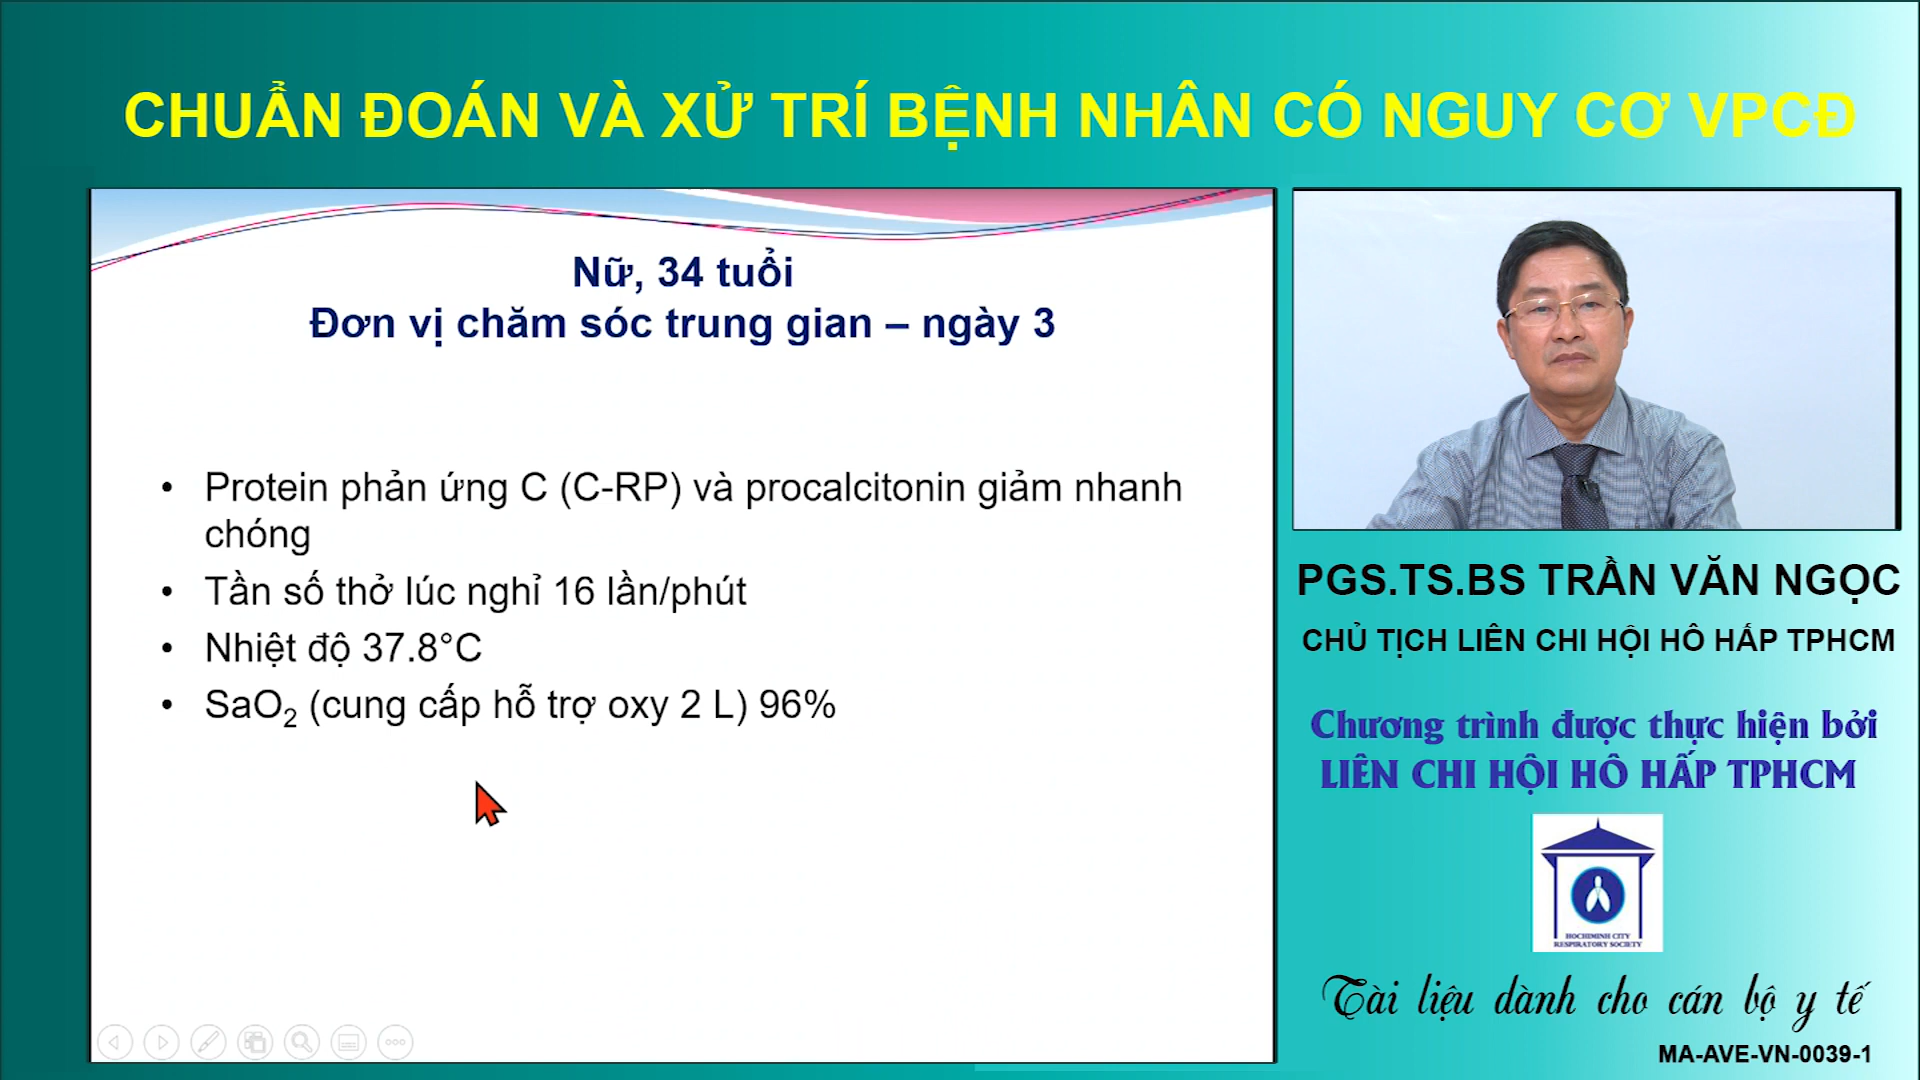 CHUẨN ĐOÁN VÀ XỬ TRÍ BỆNH NHÂN CÓ NGUY CƠ VPCĐ
Nữ, 34 tuổi
Đơn vị chăm sóc trung gian – ngày 3
• Protein phản ứng C (C-RP) và procalcitonin giảm nhanh
chóng
• Tần số thở lúc nghỉ 16 lần/phút
• Nhiệt độ 37.8°C
• SaO₂ (cung cấp hỗ trợ oxy 2 L) 96%
PGS.TS.BS TRẦN VĂN NGỌC
CHỦ TỊCH LIÊN CHI HỘI HÔ HẤP TPHCM
Chương trình được thực hiện bởi
LIÊN CHI HỘI HÔ HẤP TPHCM
HOCHIMINH CITY
RESPIRATORY SOCIETY
Tài liệu dành cho cán bộ y tế
MA-AVE-VN-0039-1